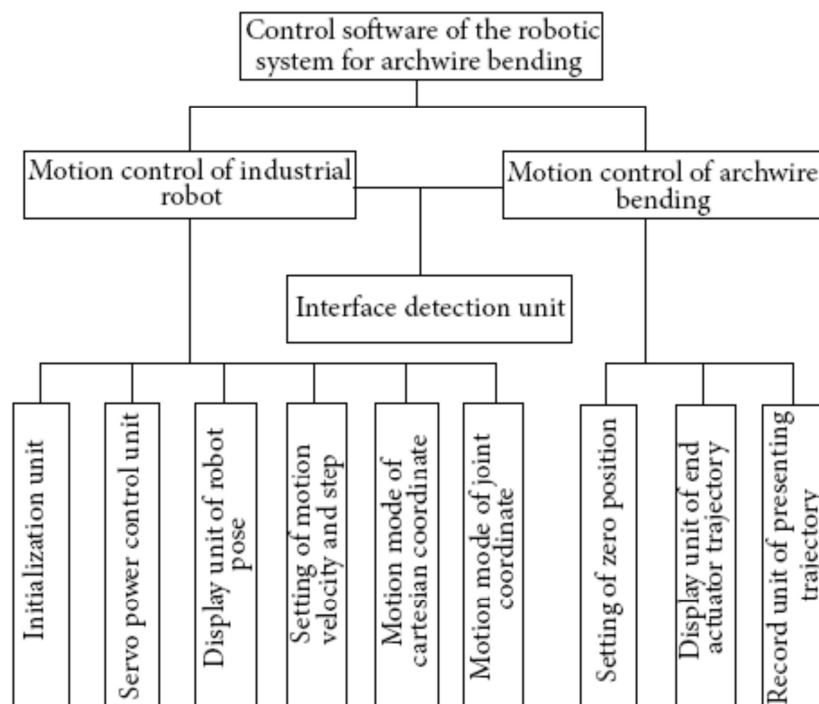 Control software of the robotic
system for archwire bending
Motion control of industrial
robot
Motion control of archwire
bending
Interface detection unit
Initialization unit
Servo power control unit
Display unit of robot
pose
Setting of motion
velocity and step
Motion mode of
cartesian coordinate
Motion mode of joint
coordinate
Setting of zero position
Display unit of end
actuator trajectory
Record unit of presenting
trajectory